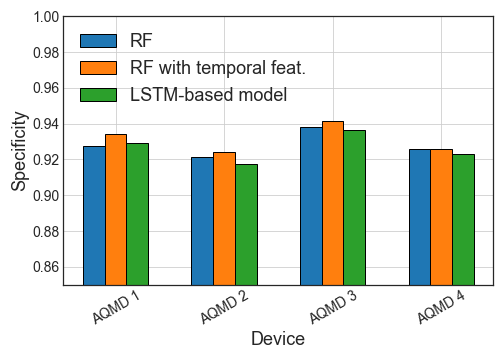 1.00
0.98
0.96
0.94
0.92
0.90
0.88
0.86
Specificity
RF
RF with temporal feat.
LSTM-based model
AQMD 1
AQMD 2
AQMD 3
AQMD 4
Device